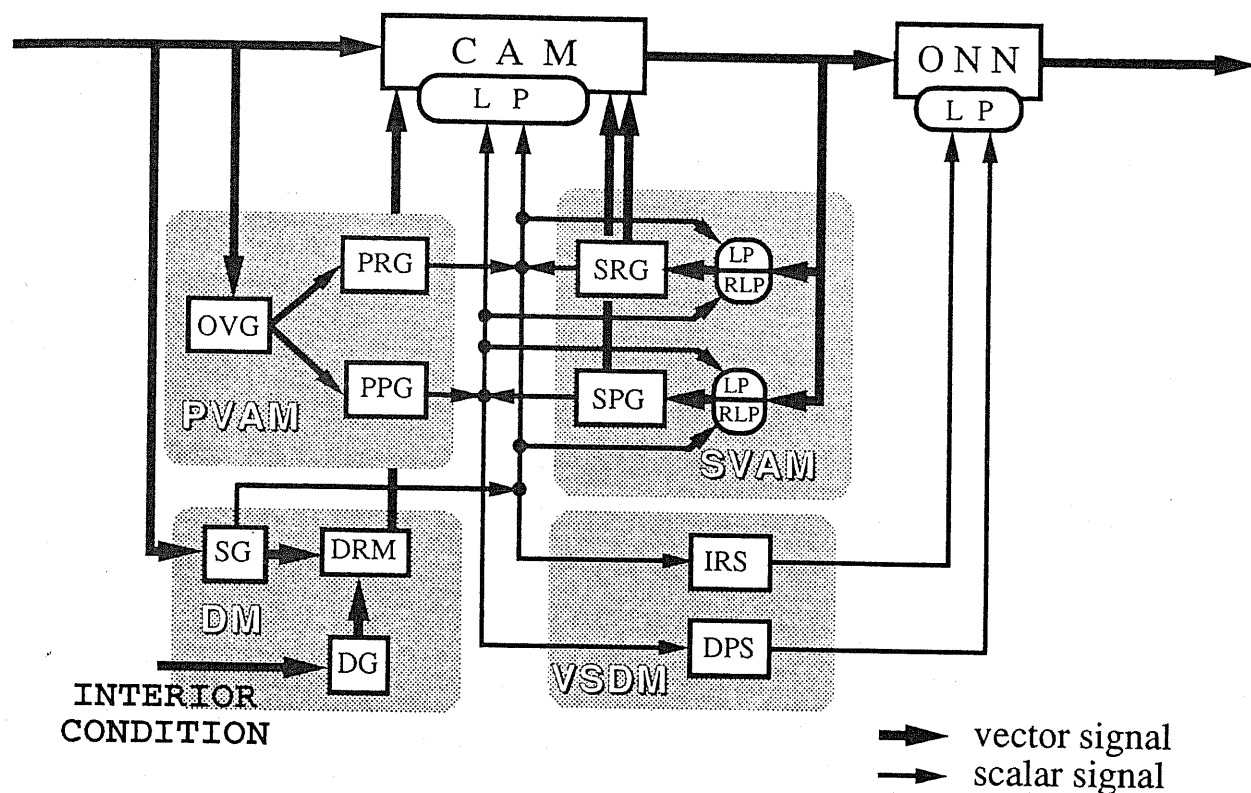 C A M
O N N
L P
L P
PRG
SRG
LP
RLP
OVG
PPG
SPG
LP
RLP
PVAM
SVAM
SG
DRM
IRS
DM
DG
DPS
VSDM
INTERIOR
CONDITION
vector signal
scalar signal